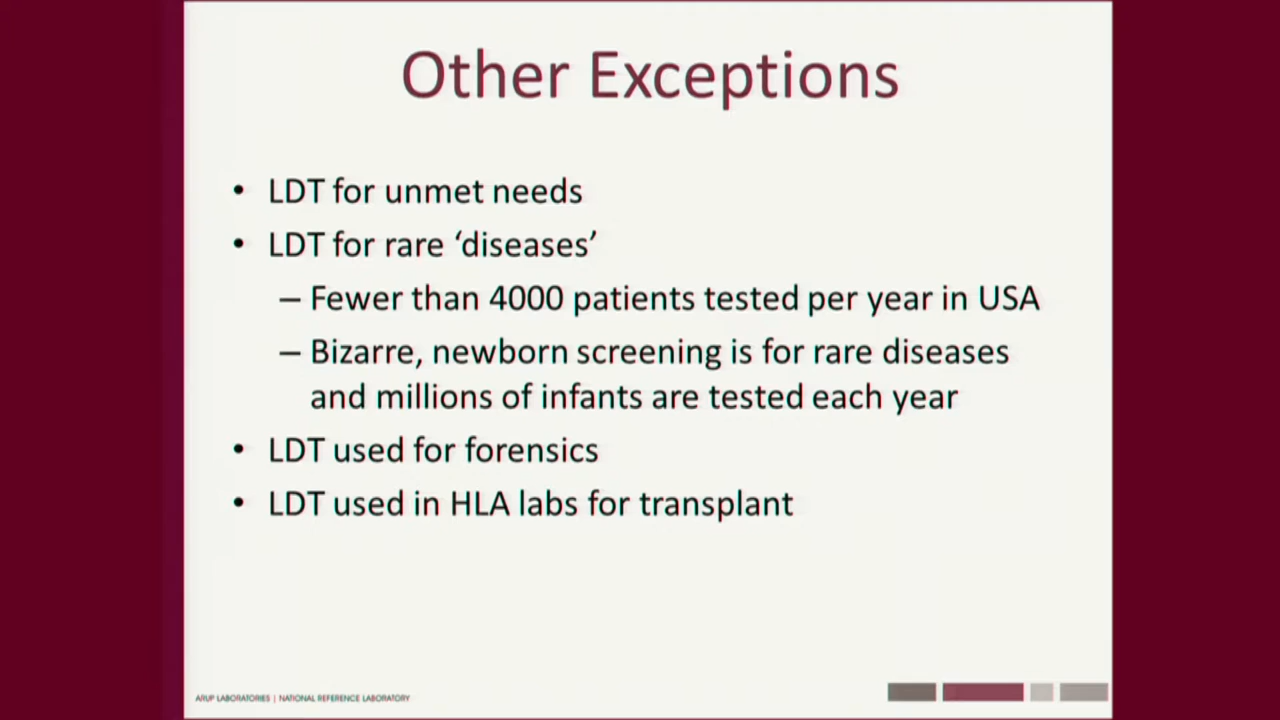 Other Exceptions
• LDT for unmet needs
• LDT for rare ‘diseases’
– Fewer than 4000 patients tested per year in USA
– Bizarre, newborn screening is for rare diseases
and millions of infants are tested each year
• LDT used for forensics
• LDT used in HLA labs for transplant
ARUP LABORATORIES | NATIONAL REFERENCE LABORATORY